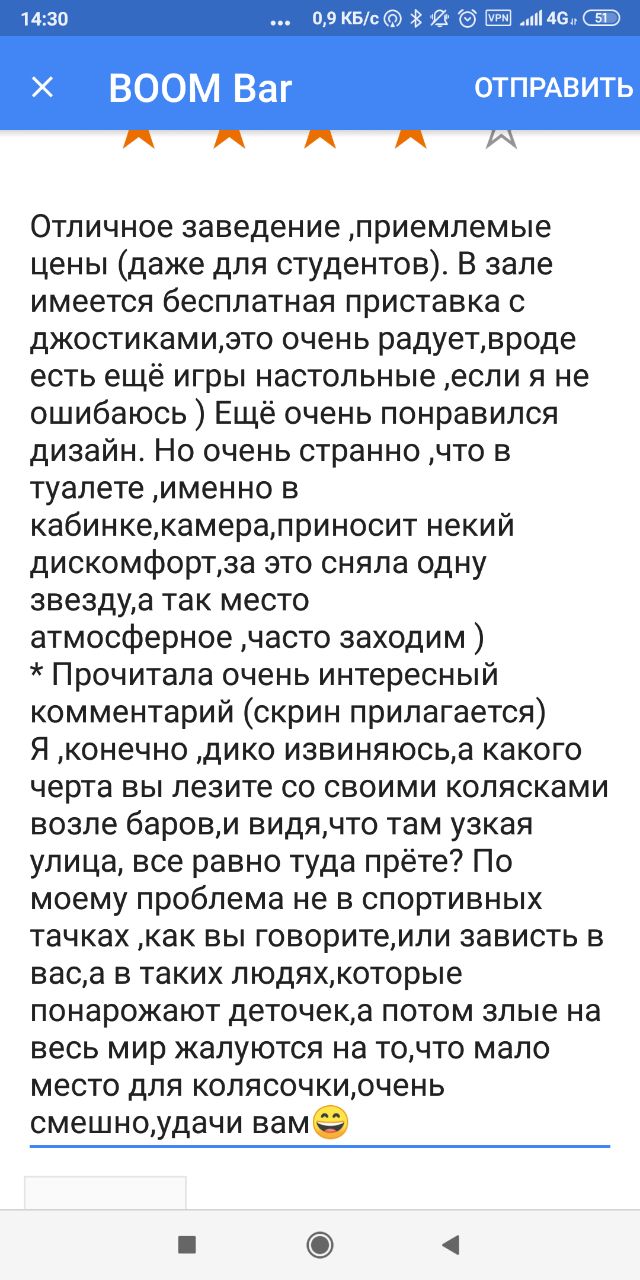 14:30 ... 0,9 КБ/с VPN 4G 51
BOOM Bar ОТПРАВИТЬ
Отличное заведение ,приемлемые
цены (даже для студентов). В зале
имеется бесплатная приставка с
джостиками,это очень радует,вроде
есть ещё игры настольные ,если я не
ошибаюсь ) Ещё очень понравился
дизайн. Но очень странно ,что в
туалете ,именно в
кабинке,камера,приносит некий
дискомфорт,за это сняла одну
звезду,а так место
атмосферное ,часто заходим )
* Прочитала очень интересный
комментарий (скрин прилагается)
Я ,конечно ,дико извиняюсь,а какого
черта вы лезите со своими колясками
возле баров,и видя,что там узкая
улица, все равно туда прёте? По
моему проблема не в спортивных
тачках ,как вы говорите,или зависть в
вас,а в таких людях,которые
понарожают деточек,а потом злые на
весь мир жалуются на то,что мало
место для колясочки,очень
смешно,удачи вам😄